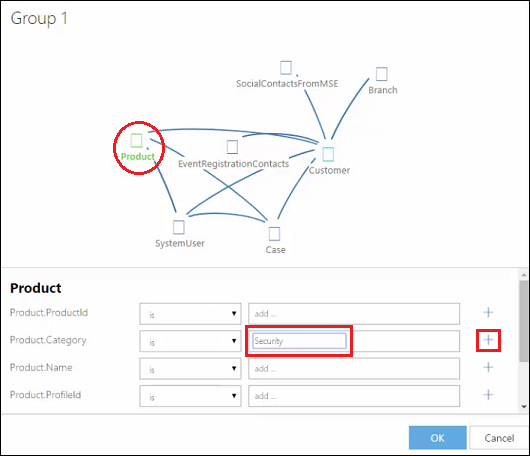 Group 1
SocialContactsFromMSE
Branch
Product
EventRegistrationContacts
Customer
SystemUser
Case
Product
Product.ProductId is add ...
Product.Category is Security
Product.Name is add ...
Product.ProfileId is add ...
OK Cancel